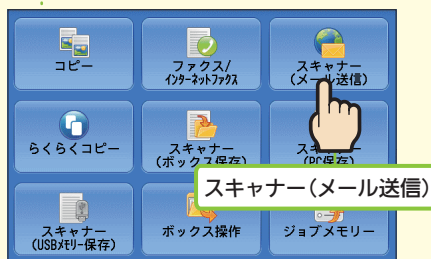 コピー
ファクス/
インターネットファクス
スキャナー
(メール送信)
らくらくコピー
スキャナー
(ボックス保存)
スキャナー
(PC保存)
スキャナー(メール送信)
スキャナー
(USBメモリー保存)
ボックス操作
ジョブメモリー